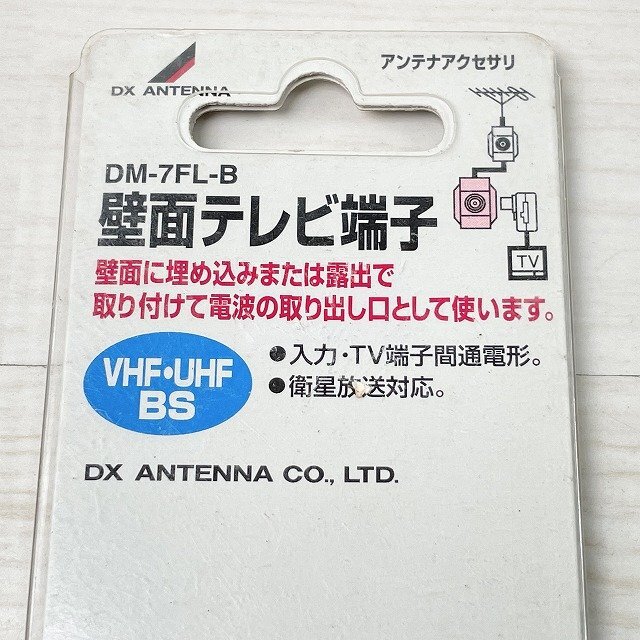 DX ANTENNA
アンテナアクセサリ
DM-7FL-B
壁面テレビ端子
TV
壁面に埋め込みまたは露出で
取り付けて電波の取り出し口として使います。
VHF・UHF
BS
●入力・TV端子間通電形。
●衛星放送対応。
DX ANTENNA CO., LTD.